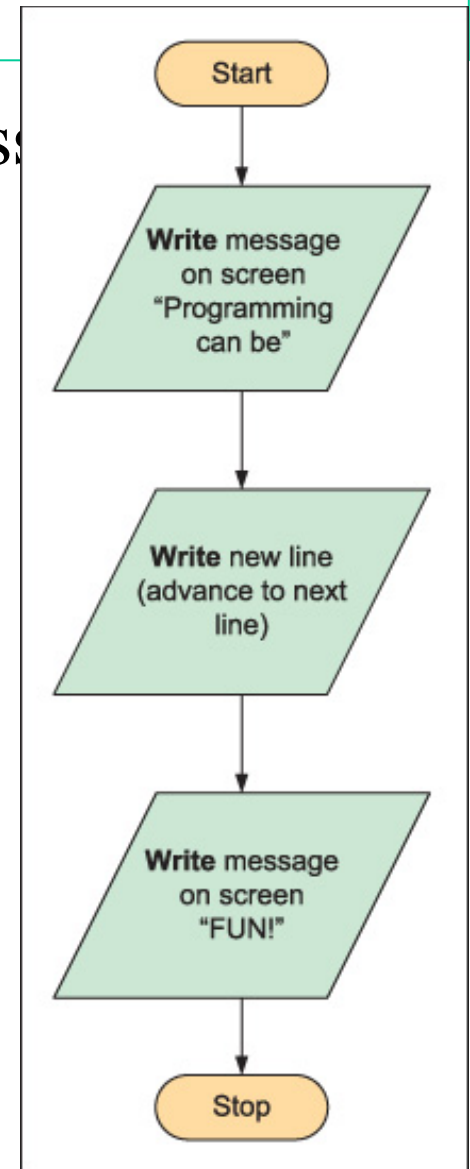 Start
Write message
on screen
“Programming
can be”
Write new line
(advance to next
line)
Write message
on screen
“FUN!”
Stop